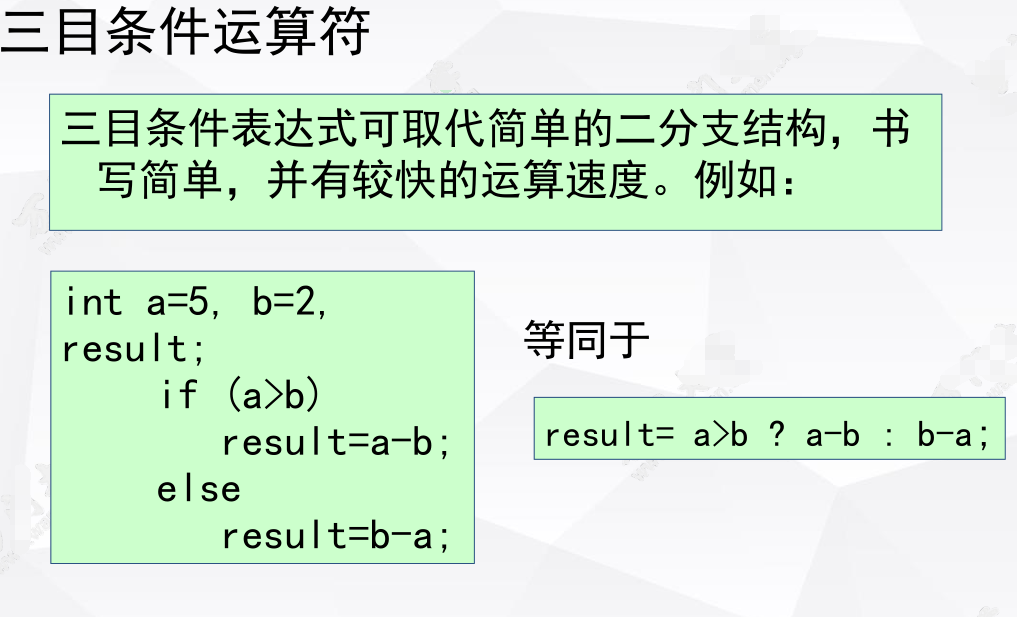 三目条件运算符
三目条件表达式可取代简单的二分支结构，书
写简单，并有较快的运算速度。例如：
int a=5, b=2,
result;
if (a>b)
result=a-b;
else
result=b-a;
等同于
result= a>b ? a-b : b-a;